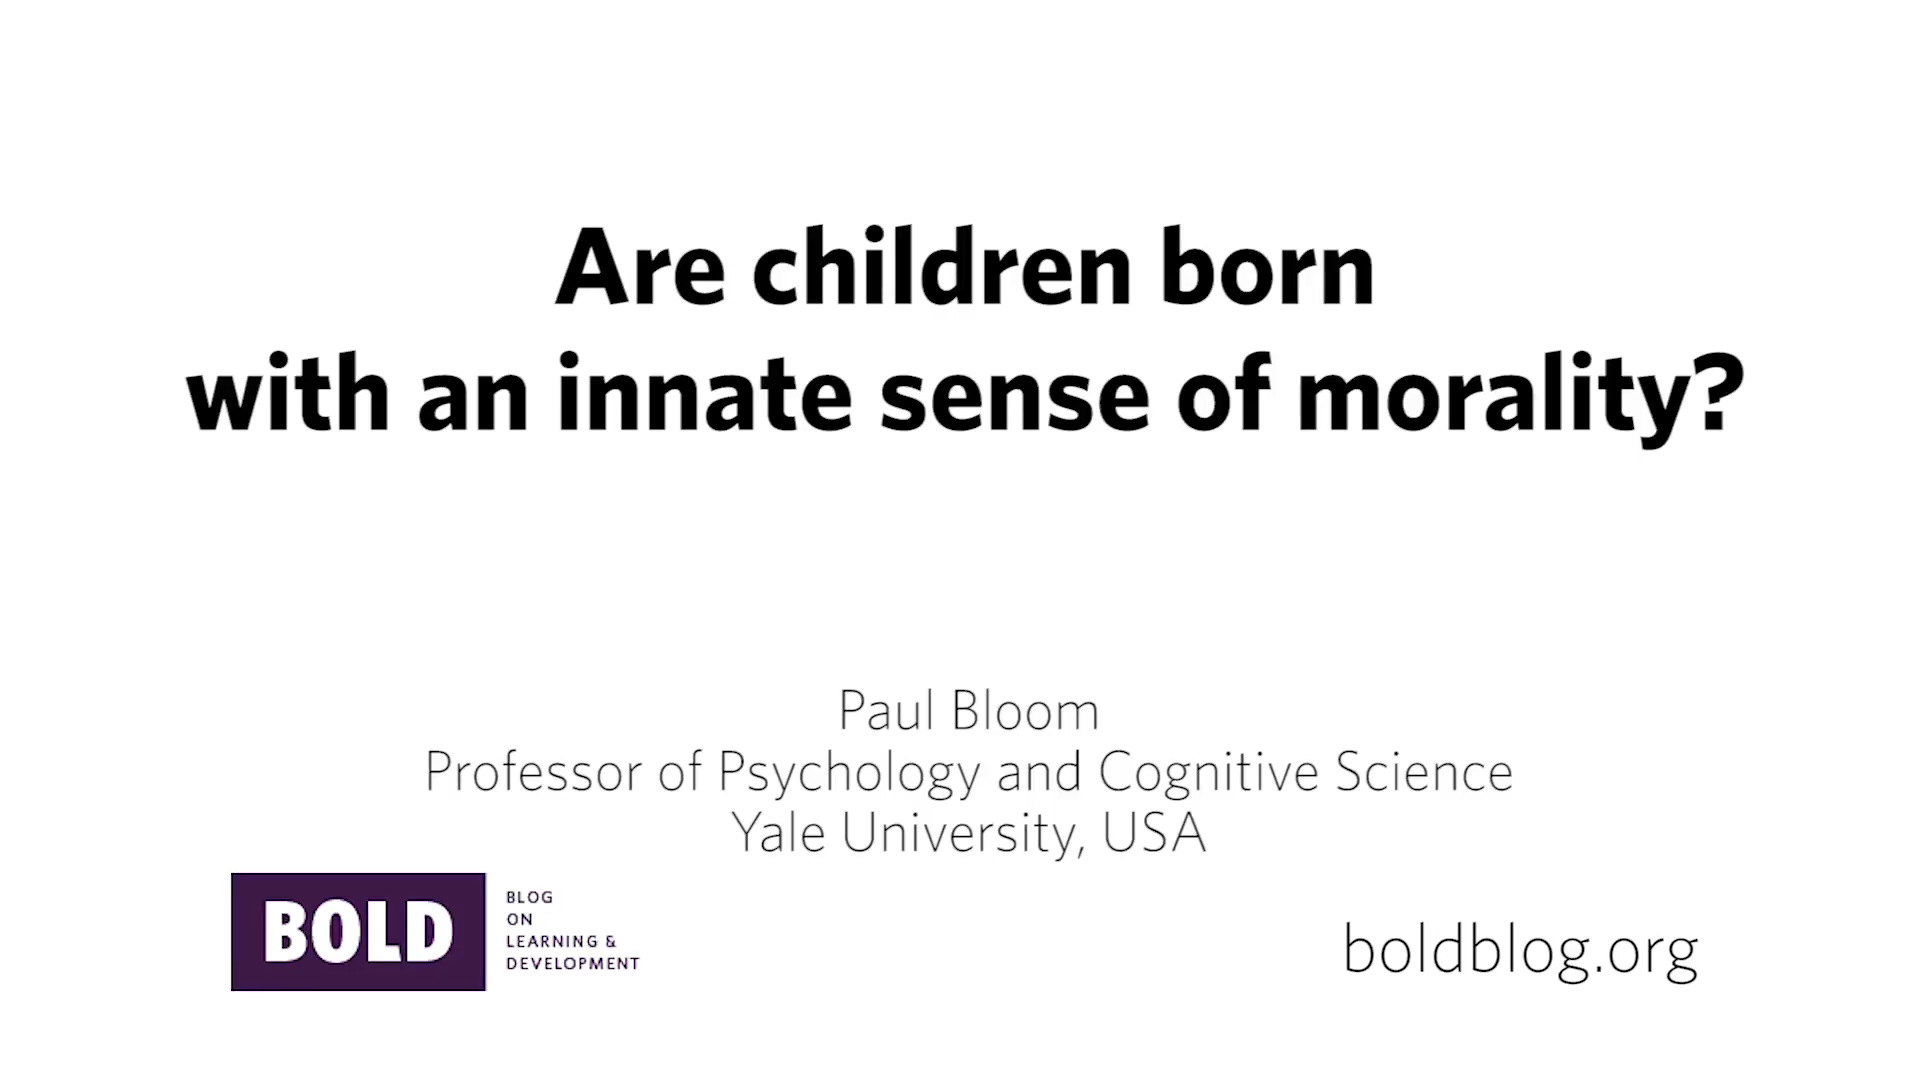 Are children born
with an innate sense of morality?
Paul Bloom
Professor of Psychology and Cognitive Science
Yale University, USA
BOLD
BLOG
ON
LEARNING &
DEVELOPMENT
boldblog.org